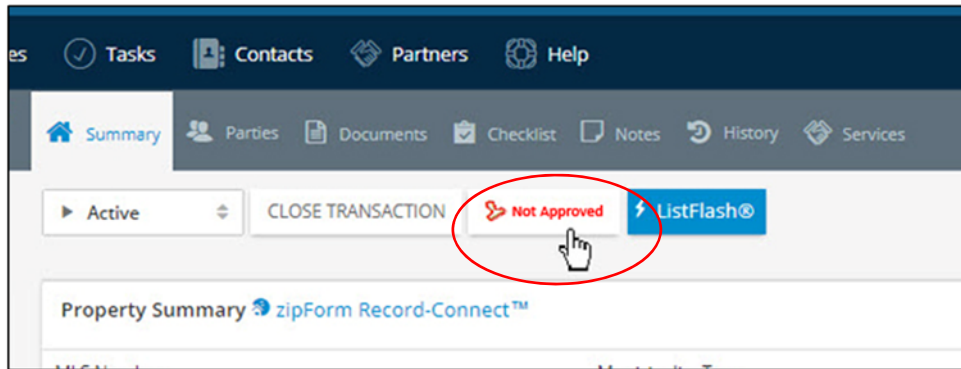 es Tasks Contacts Partners Help
Summary Parties Documents Checklist Notes History Services
Active CLOSE TRANSACTION Not Approved ListFlash®
Property Summary zipForm Record-Connect™